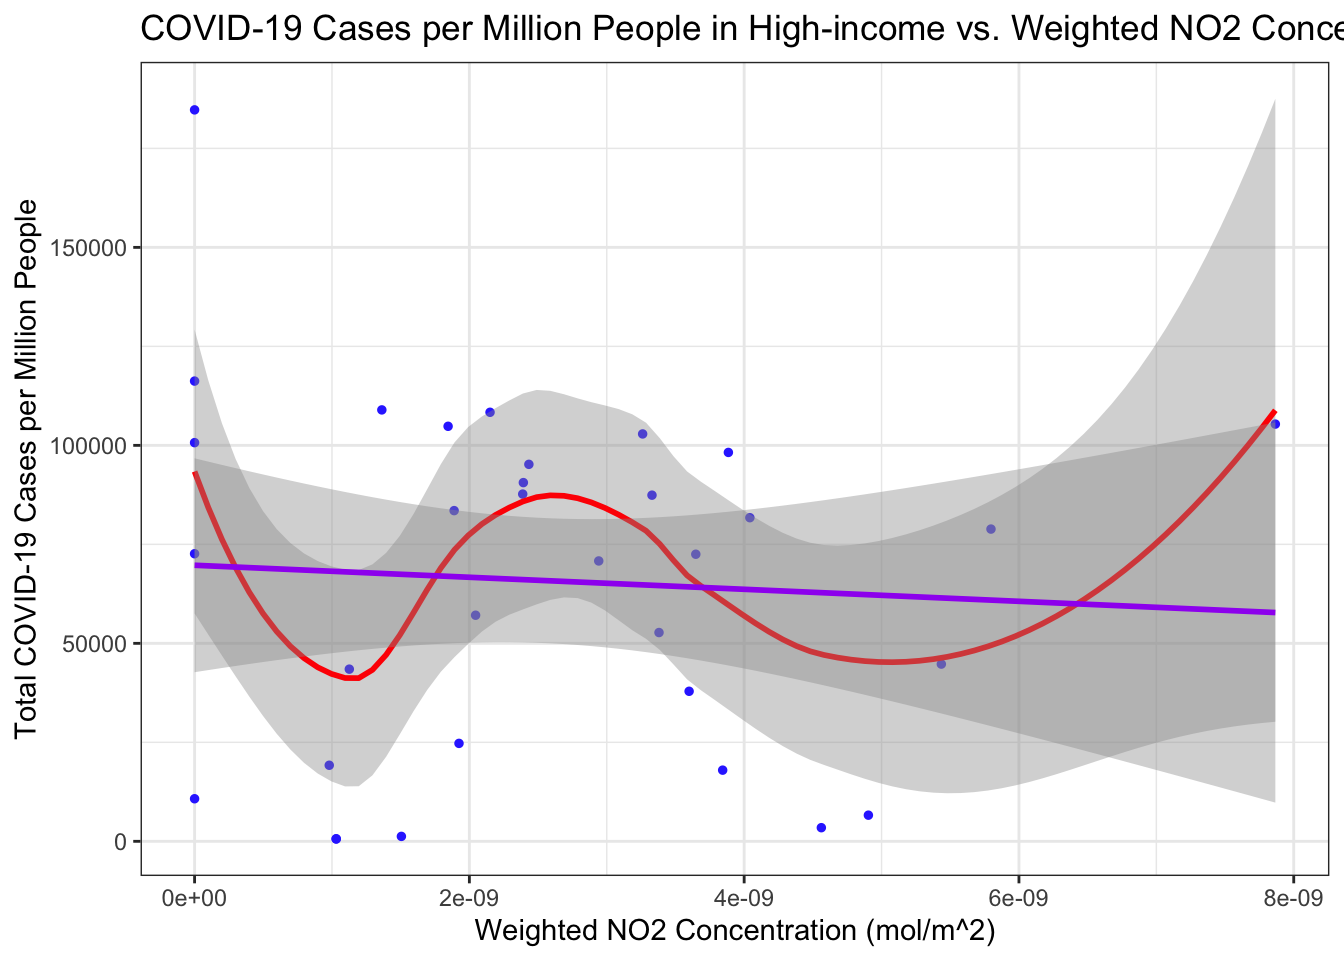 COVID-19 Cases per Million People in High-income vs. Weighted NO2 Conce
Total COVID-19 Cases per Million People
150000
100000
50000
0
0e+00 2e-09 4e-09 6e-09 8e-09
Weighted NO2 Concentration (mol/m^2)